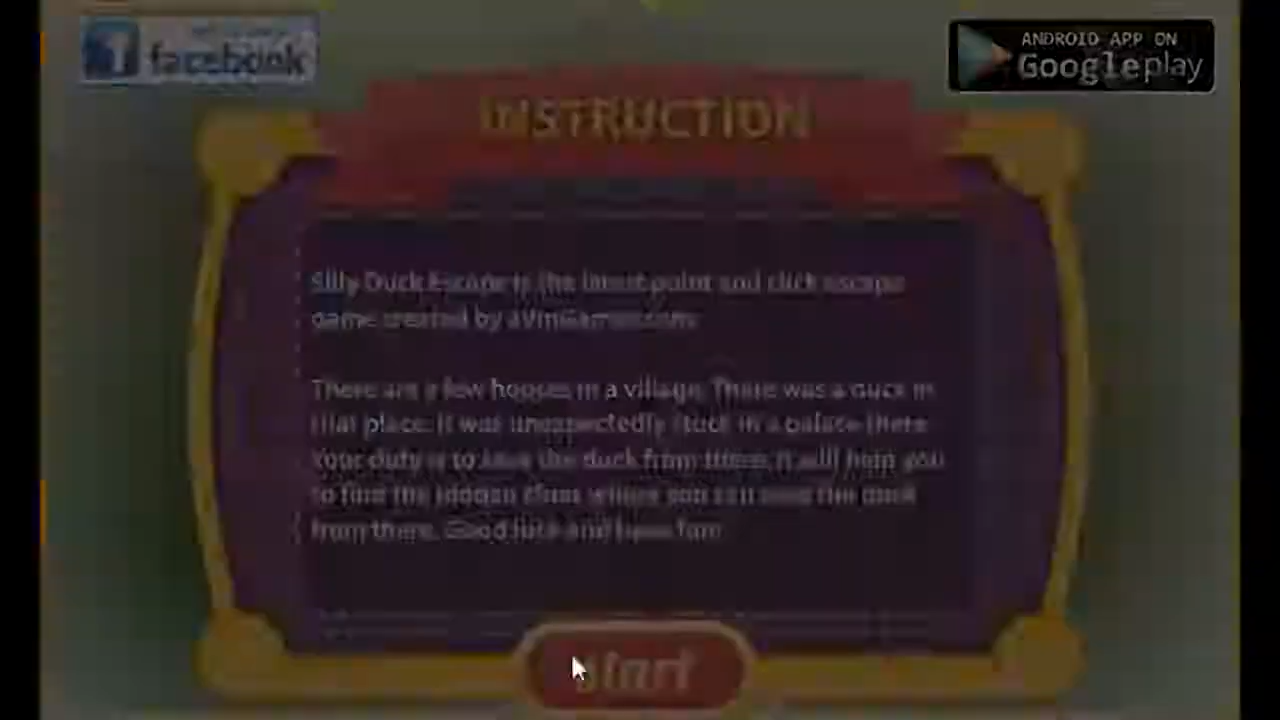 facebook
ANDROID APP ON
Google play
INSTRUCTION
Silly Duck Escape is the latest point and click escape
game created by
There are a few houses in a village. There was a duck in
that place. It was unexpectedly stuck in a palace there
Your duty is to save the duck from there. It will help you
to find the hidden clues where you can save the duck
from there. Good luck and have fun!
start